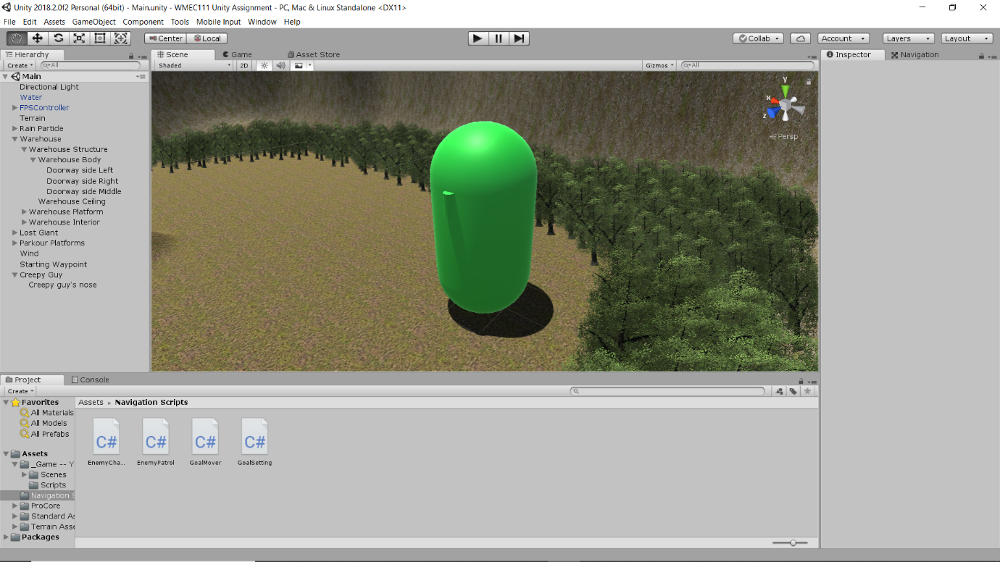 Unity 2018.2.0f2 Personal (64bit) - Main.unity - WMEC111 Unity Assignment - PC, Mac & Linux Standalone <DX11>
File Edit Assets GameObject Component Tools Mobile Input Window Help
Center Local Collab Account Layers Layout
Hierarchy
Create All
Main
Directional Light
Water
FPSController
Terrain
Rain Particle
Warehouse
Warehouse Structure
Warehouse Body
Doorway side Left
Doorway side Right
Doorway side Middle
Warehouse Ceiling
Warehouse Platform
Warehouse Interior
Lost Giant
Parkour Platforms
Wind
Starting Waypoint
Creepy Guy
Creepy guy's nose
Scene Game Asset Store
Shaded 2D Gizmos All
y
x
z
Persp
Inspector Navigation
Project Console
Create
Favorites
All Materials
All Models
All Prefabs
Assets
_Game -- Y
Scenes
Scripts
Navigation S
ProCore
Standard As
Terrain Asse
Packages
Assets Navigation Scripts
C# C# C# C#
EnemyCha... EnemyPatrol GoalMover GoalSetting